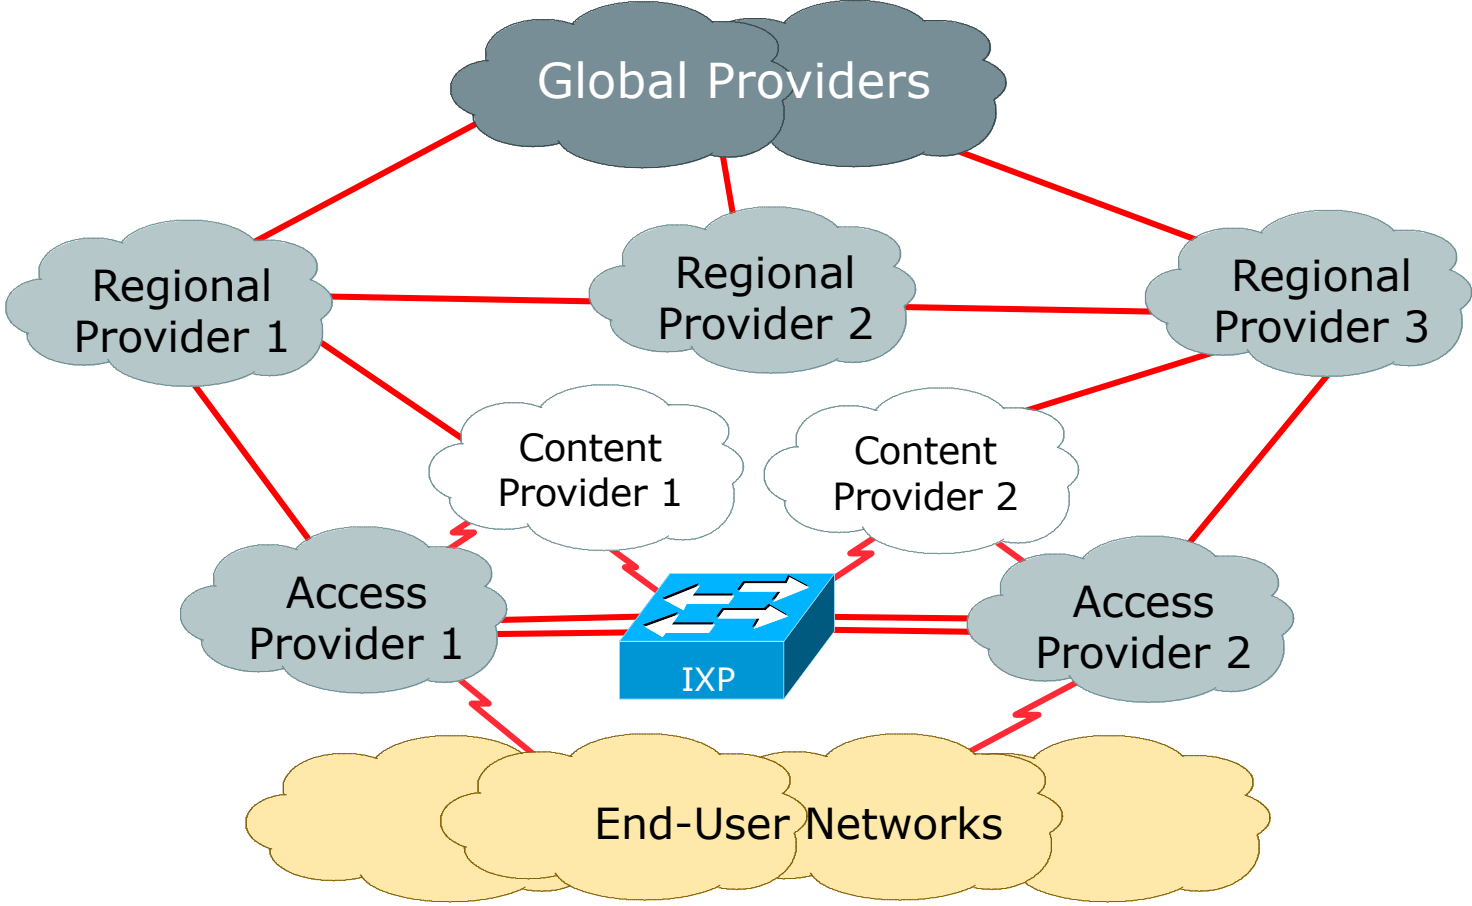 Global Providers
Regional
Provider 1
Regional
Provider 2
Regional
Provider 3
Content
Provider 1
Content
Provider 2
Access
Provider 1
IXP
Access
Provider 2
End-User Networks